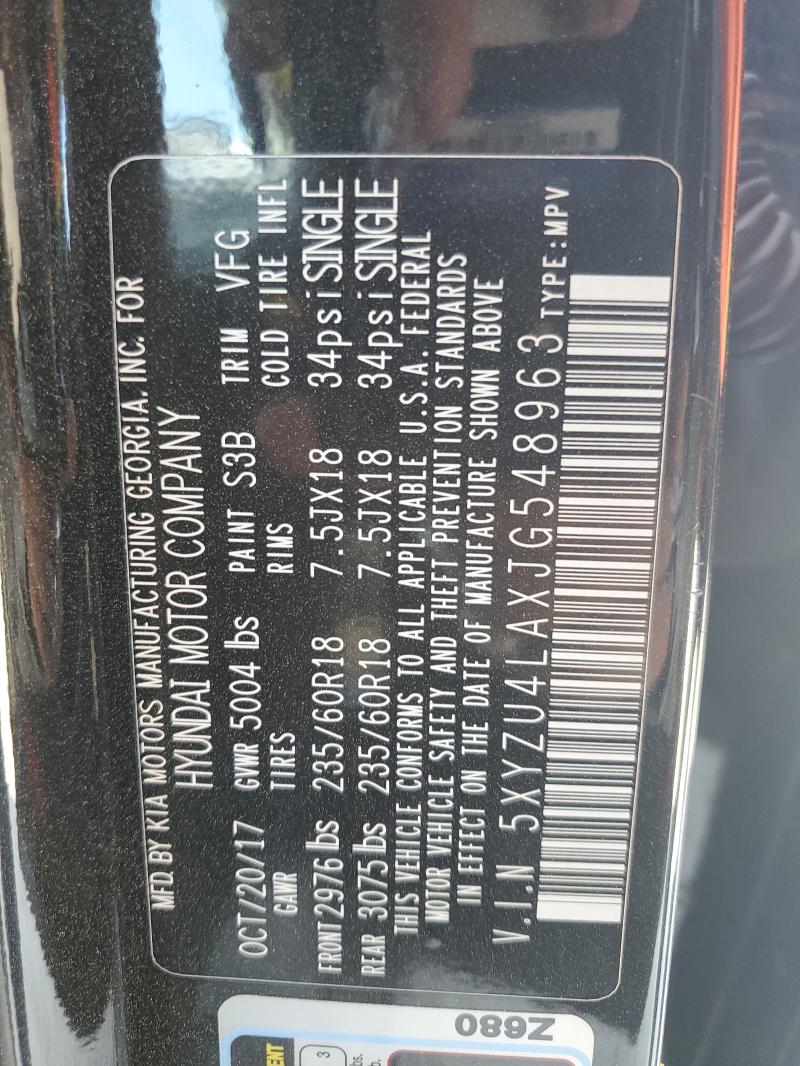 MFD.BY KIA MOTORS MANUFACTURING GEORGIA. INC. FOR
HYUNDAI MOTOR COMPANY
OCT/20/17 GVWR 5004 lbs PAINT S3B TRIM VFG
GAWR TIRES RIMS COLD TIRE INFL
FRONT 2976 lbs 235/60R18 7.5JX18 34psi SINGLE
REAR 3075 lbs 235/60R18 7.5JX18 34psi SINGLE
THIS VEHICLE CONFORMS TO ALL APPLICABLE U.S.A. FEDERAL
MOTOR VEHICLE SAFETY AND THEFT PREVENTION STANDARDS
IN EFFECT ON THE DATE OF MANUFACTURE SHOWN ABOVE
V.I.N 5XYZU4LAXJG548963 TYPE:MPV
Z680
3